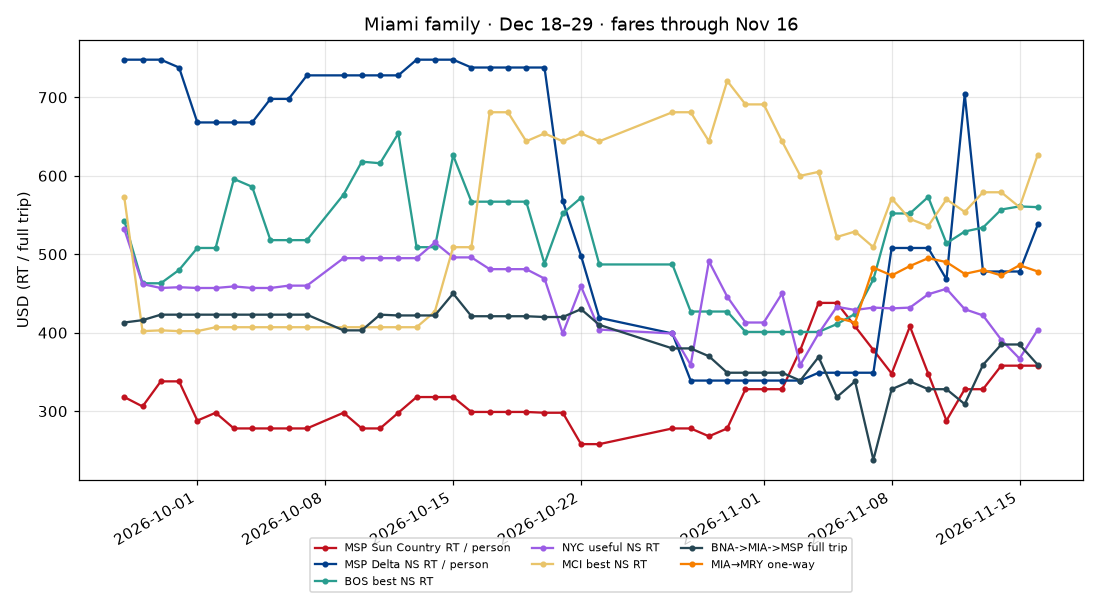 Miami family · Dec 18–29 · fares through Nov 16
USD (RT / full trip)
700
600
500
400
300
2026-10-01
2026-10-08
2026-10-15
2026-10-22
2026-11-01
2026-11-08
2026-11-15
MSP Sun Country RT / person
MSP Delta NS RT / person
BOS best NS RT
NYC useful NS RT
MCI best NS RT
BNA->MIA->MSP full trip
MIA→MRY one-way